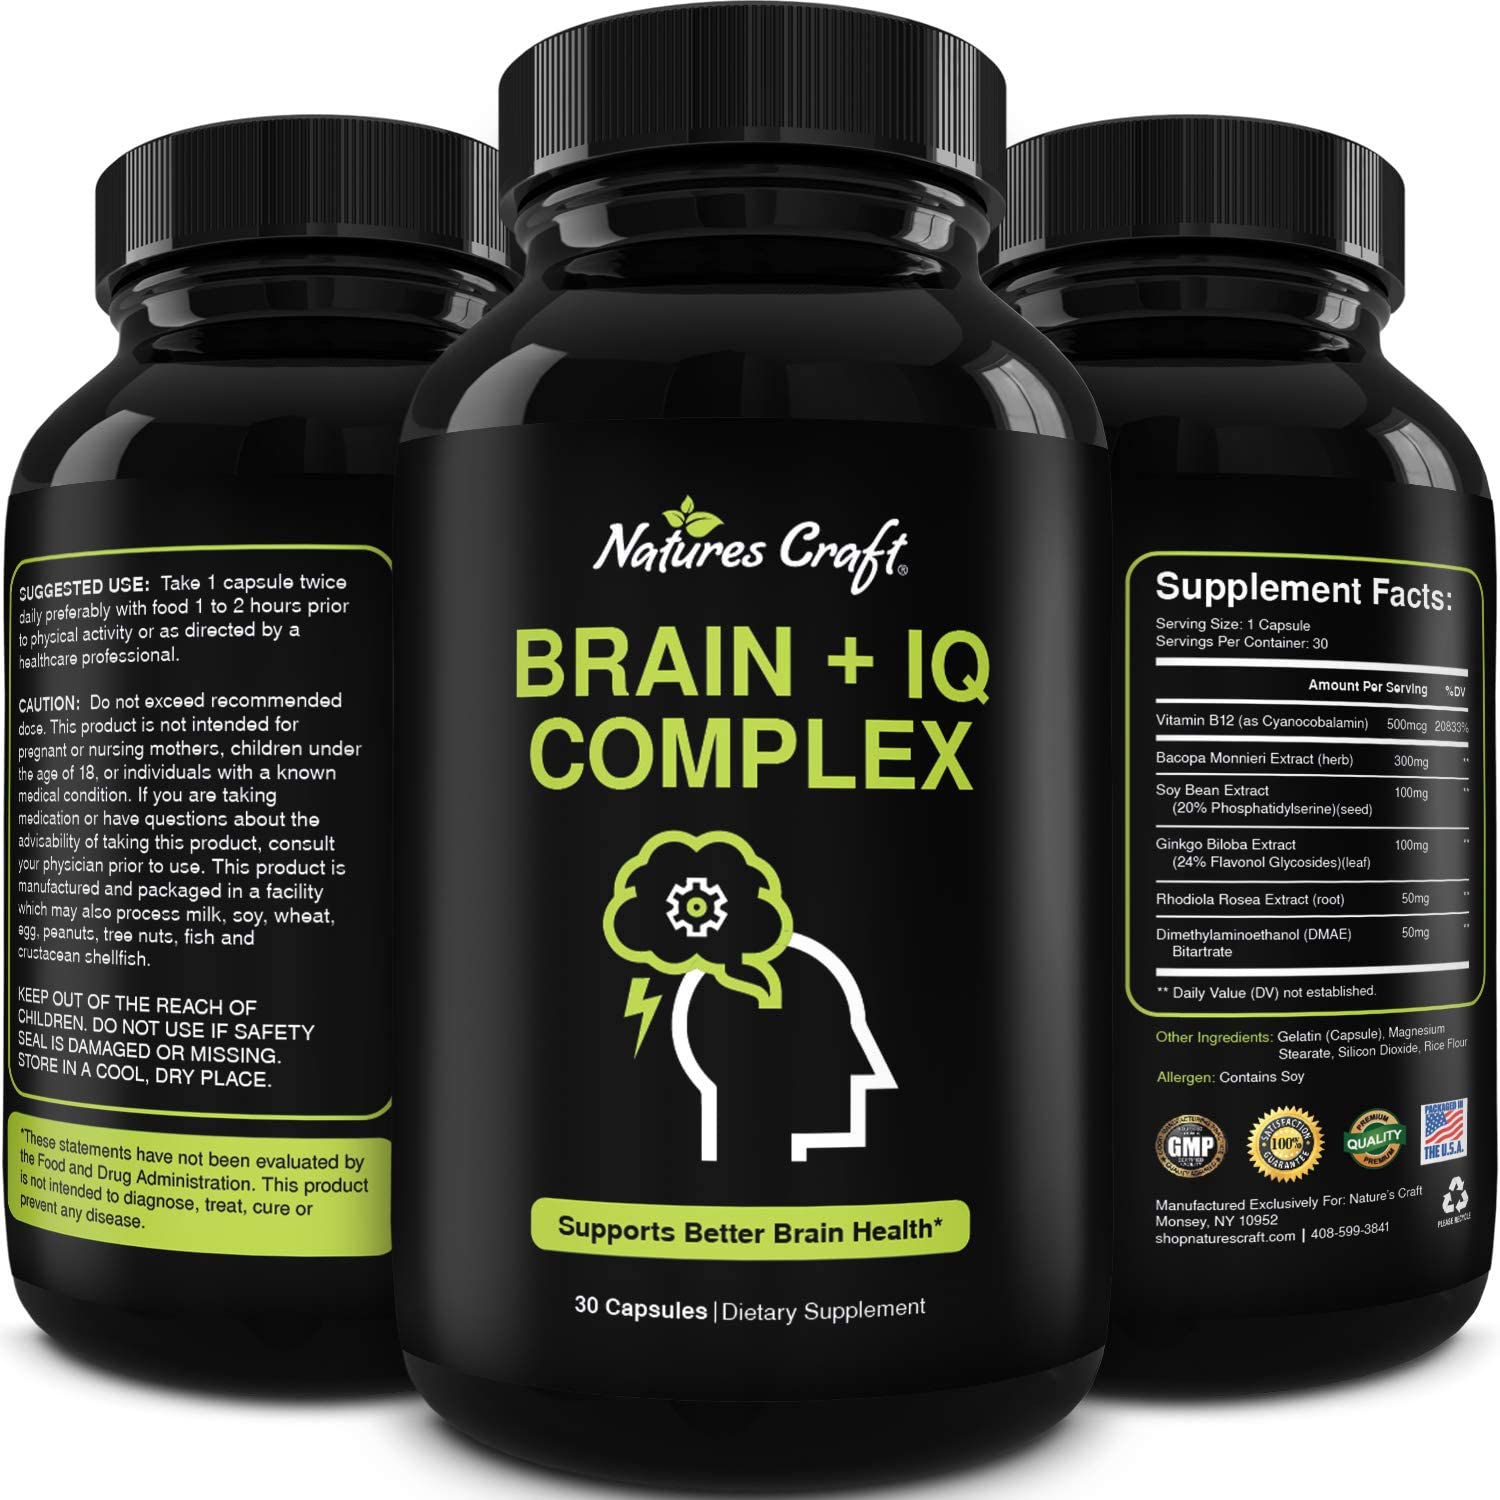 SUGGESTED USE: Take 1 capsule twice
daily preferably with food 1 to 2 hours prior
to physical activity or as directed by a
healthcare professional.
CAUTION: Do not exceed recommended
dose. This product is not intended for
pregnant or nursing mothers, children under
the age of 18, or individuals with a known
medical condition. If you are taking
medication or have questions about the
advisability of taking this product, consult
your physician prior to use. This product is
manufactured and packaged in a facility
which may also process milk, soy, wheat,
egg, peanuts, tree nuts, fish and
crustacean shellfish.
KEEP OUT OF THE REACH OF
CHILDREN. DO NOT USE IF SAFETY
SEAL IS DAMAGED OR MISSING.
STORE IN A COOL, DRY PLACE.
*These statements have not been evaluated by
the Food and Drug Administration. This product
is not intended to diagnose, treat, cure or
prevent any disease.
Natures Craft®
BRAIN + IQ
COMPLEX
Supports Better Brain Health*
30 Capsules | Dietary Supplement
Supplement Facts:
Serving Size: 1 Capsule
Servings Per Container: 30
Amount Per Serving %DV
Vitamin B12 (as Cyanocobalamin) 500mcg 20833%
Bacopa Monnieri Extract (herb) 300mg **
Soy Bean Extract 100mg **
(20% Phosphatidylserine)(seed)
Ginkgo Biloba Extract 100mg **
(24% Flavonol Glycosides)(leaf)
Rhodiola Rosea Extract (root) 50mg **
Dimethylaminoethanol (DMAE) 50mg **
Bitartrate
** Daily Value (DV) not established.
Other Ingredients: Gelatin (Capsule), Magnesium
Stearate, Silicon Dioxide, Rice Flour
Allergen: Contains Soy
GMP
SATISFACTION
100%
GUARANTEE
PREMIUM
QUALITY
PREMIUM
PACKAGED IN
THE U.S.A.
Manufactured Exclusively For: Nature's Craft
Monsey, NY 10952
shopnaturescraft.com | 408-599-3841
PLEASE RECYCLE